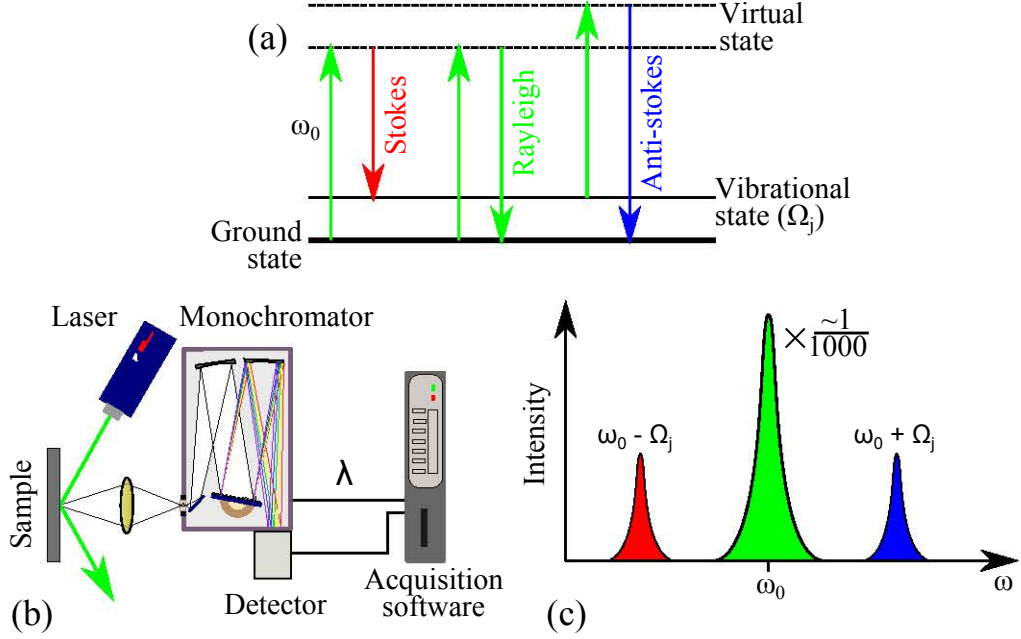 (a)
Virtual
state
ω₀
Stokes
Rayleigh
Anti-stokes
Vibrational
state (Ωⱼ)
Ground
state
Laser
Monochromator
Sample
λ
Detector
Acquisition
software
(b)
Intensity
× ~1/1000
ω₀ - Ωⱼ
ω₀ + Ωⱼ
ω₀
ω
(c)